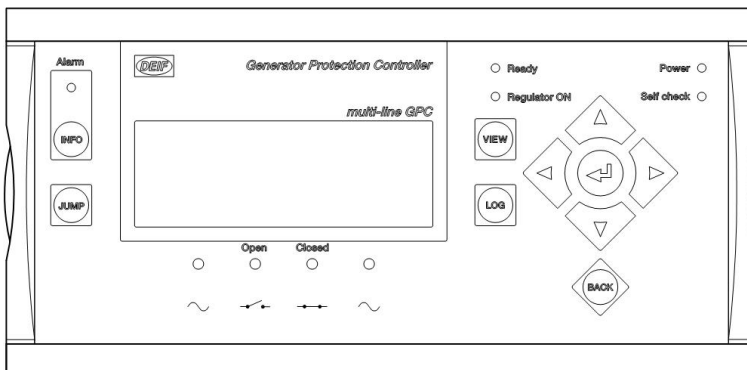 Alarm
INFO
JUMP
DEIF
Generator Protection Controller
multi-line GPC
Open
Closed
Ready
Regulator ON
Power
Self check
VIEW
LOG
BACK